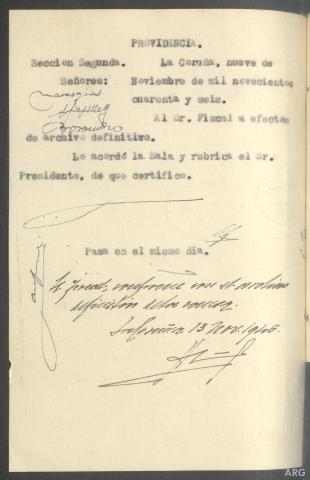 PROVIDENCIA.
Seccion Segunda. La Coruña, nueve de
Señores: Noviembre de mil novecientos
cuarenta y seis.
Al Sr. Fiscal a efectos
de archivo definitivo.
Lo acordó la Sala y rubrica el Sr.
Presidente, de que certifico.
Pasa en el mismo dia.
El Fiscal, conforme con el archivo
de la causa.
La Coruña 13 Nov. 1946.
ARG